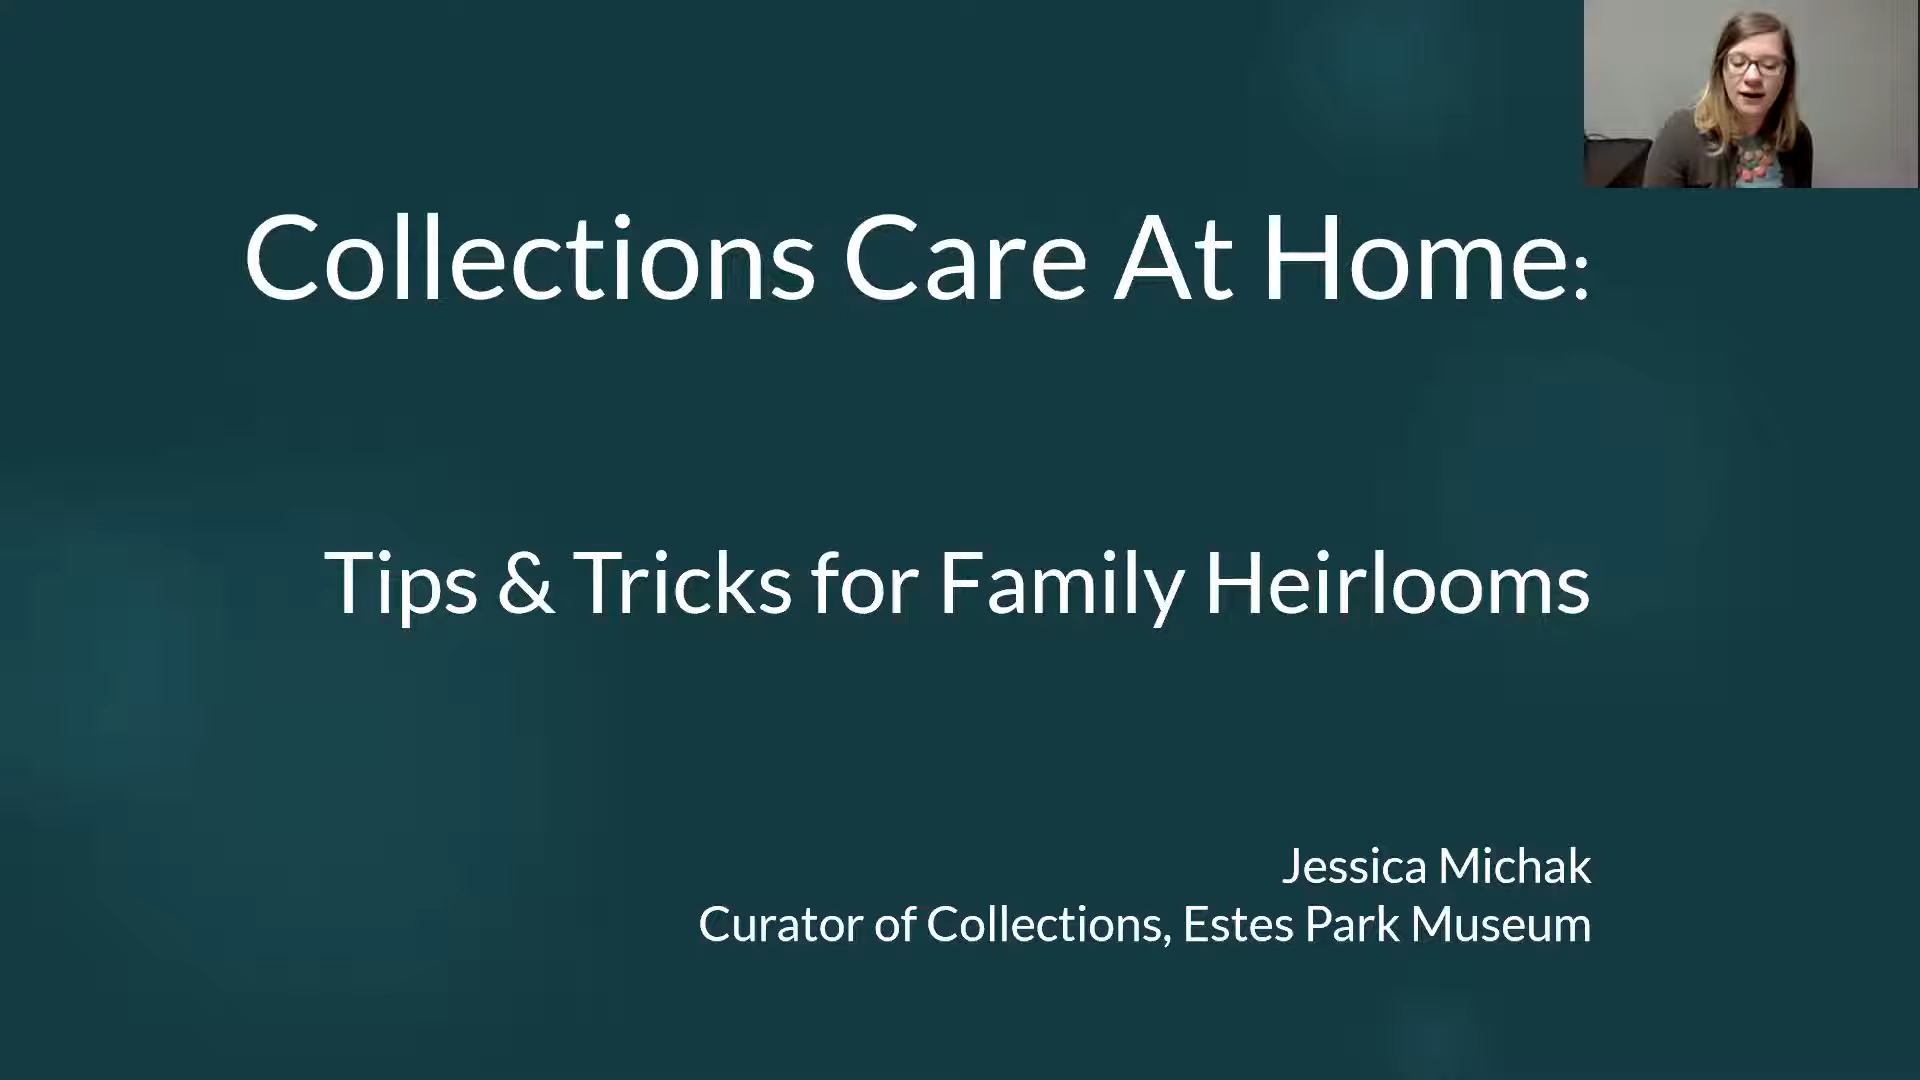 Collections Care At Home:
Tips & Tricks for Family Heirlooms
Jessica Michak
Curator of Collections, Estes Park Museum